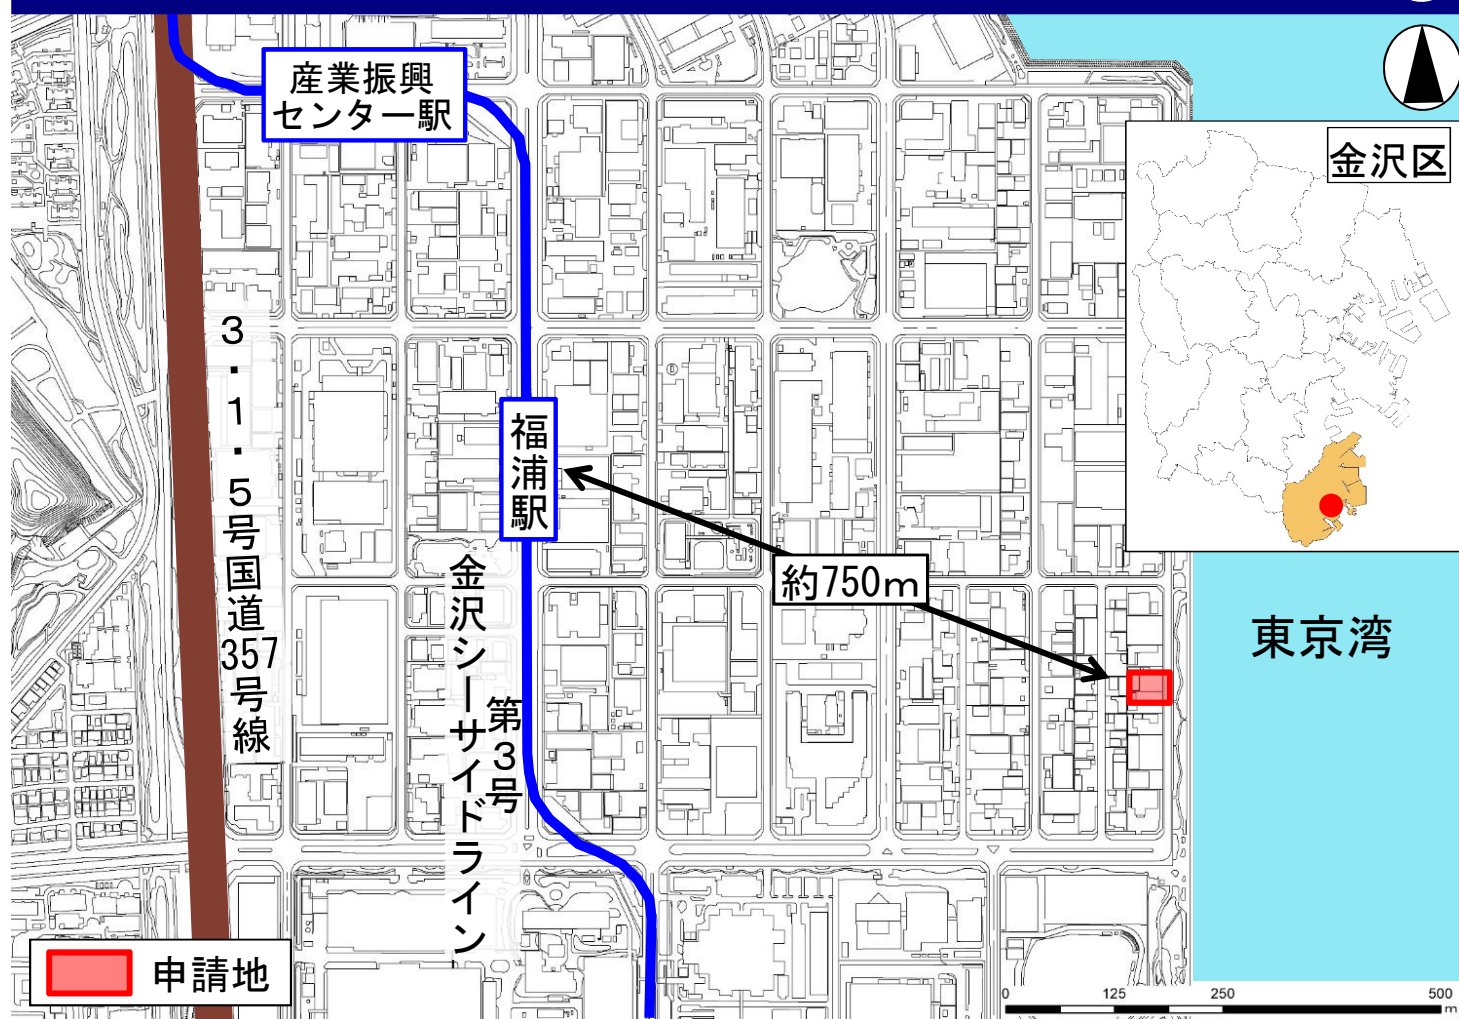 産業振興
センター駅
金沢区
3・1・5号国道357号線
福浦駅
約750m
東京湾
金沢シーサイドライン
第3号
申請地
0 125 250 500
m